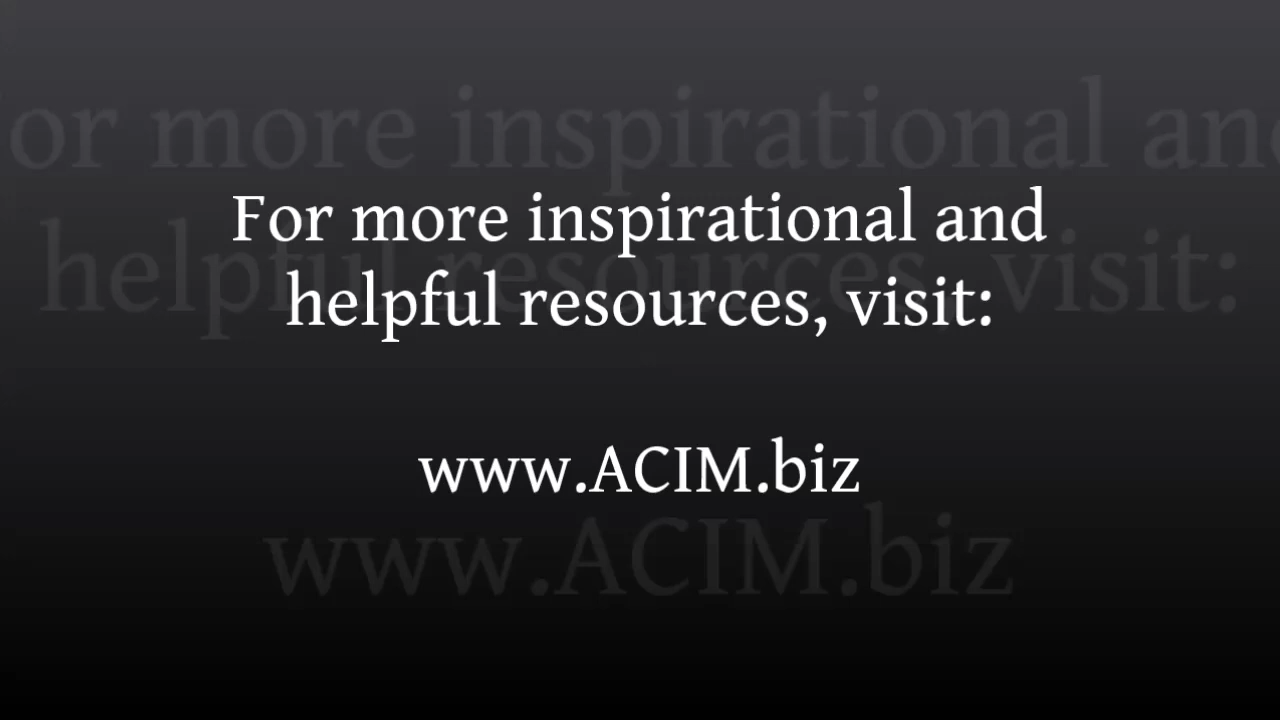 For more inspirational and
helpful resources, visit:
www.ACIM.biz